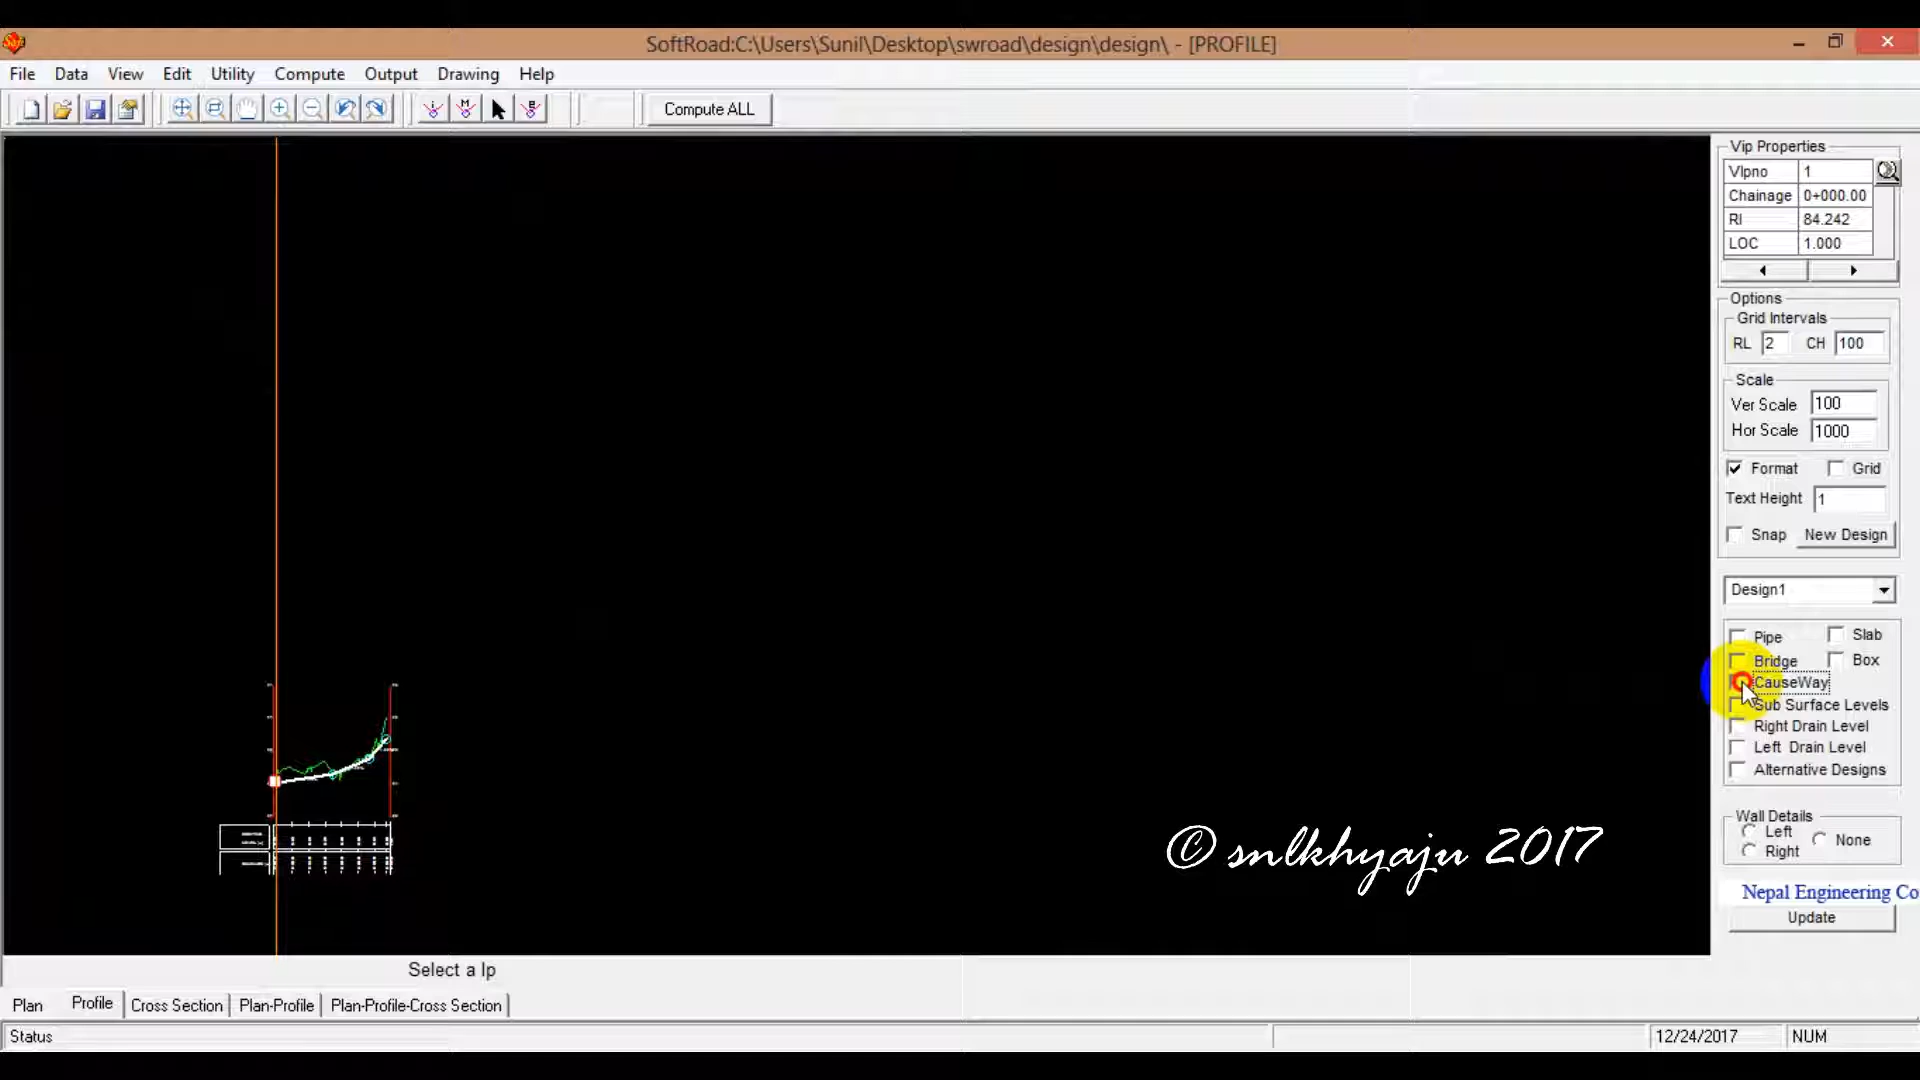 SoftRoad:C:\Users\Sunil\Desktop\swroad\design\design\ - [PROFILE]
File Data View Edit Utility Compute Output Drawing Help
Compute ALL
Vip Properties
VIpno 1
Chainage 0+000.00
Rl 84.242
LOC 1.000
Options
Grid Intervals
RL 2 CH 100
Scale
Ver Scale 100
Hor Scale 1000
Format Grid
Text Height 1
Snap New Design
Design1
Pipe Slab
Bridge Box
CauseWay
Sub Surface Levels
Right Drain Level
Left Drain Level
Alternative Designs
Wall Details
Left
Right
None
Nepal Engineering Co
Update
© snlkhyaju 2017
Select a Ip
Plan Profile Cross Section Plan-Profile Plan-Profile-Cross Section
Status 12/24/2017 NUM